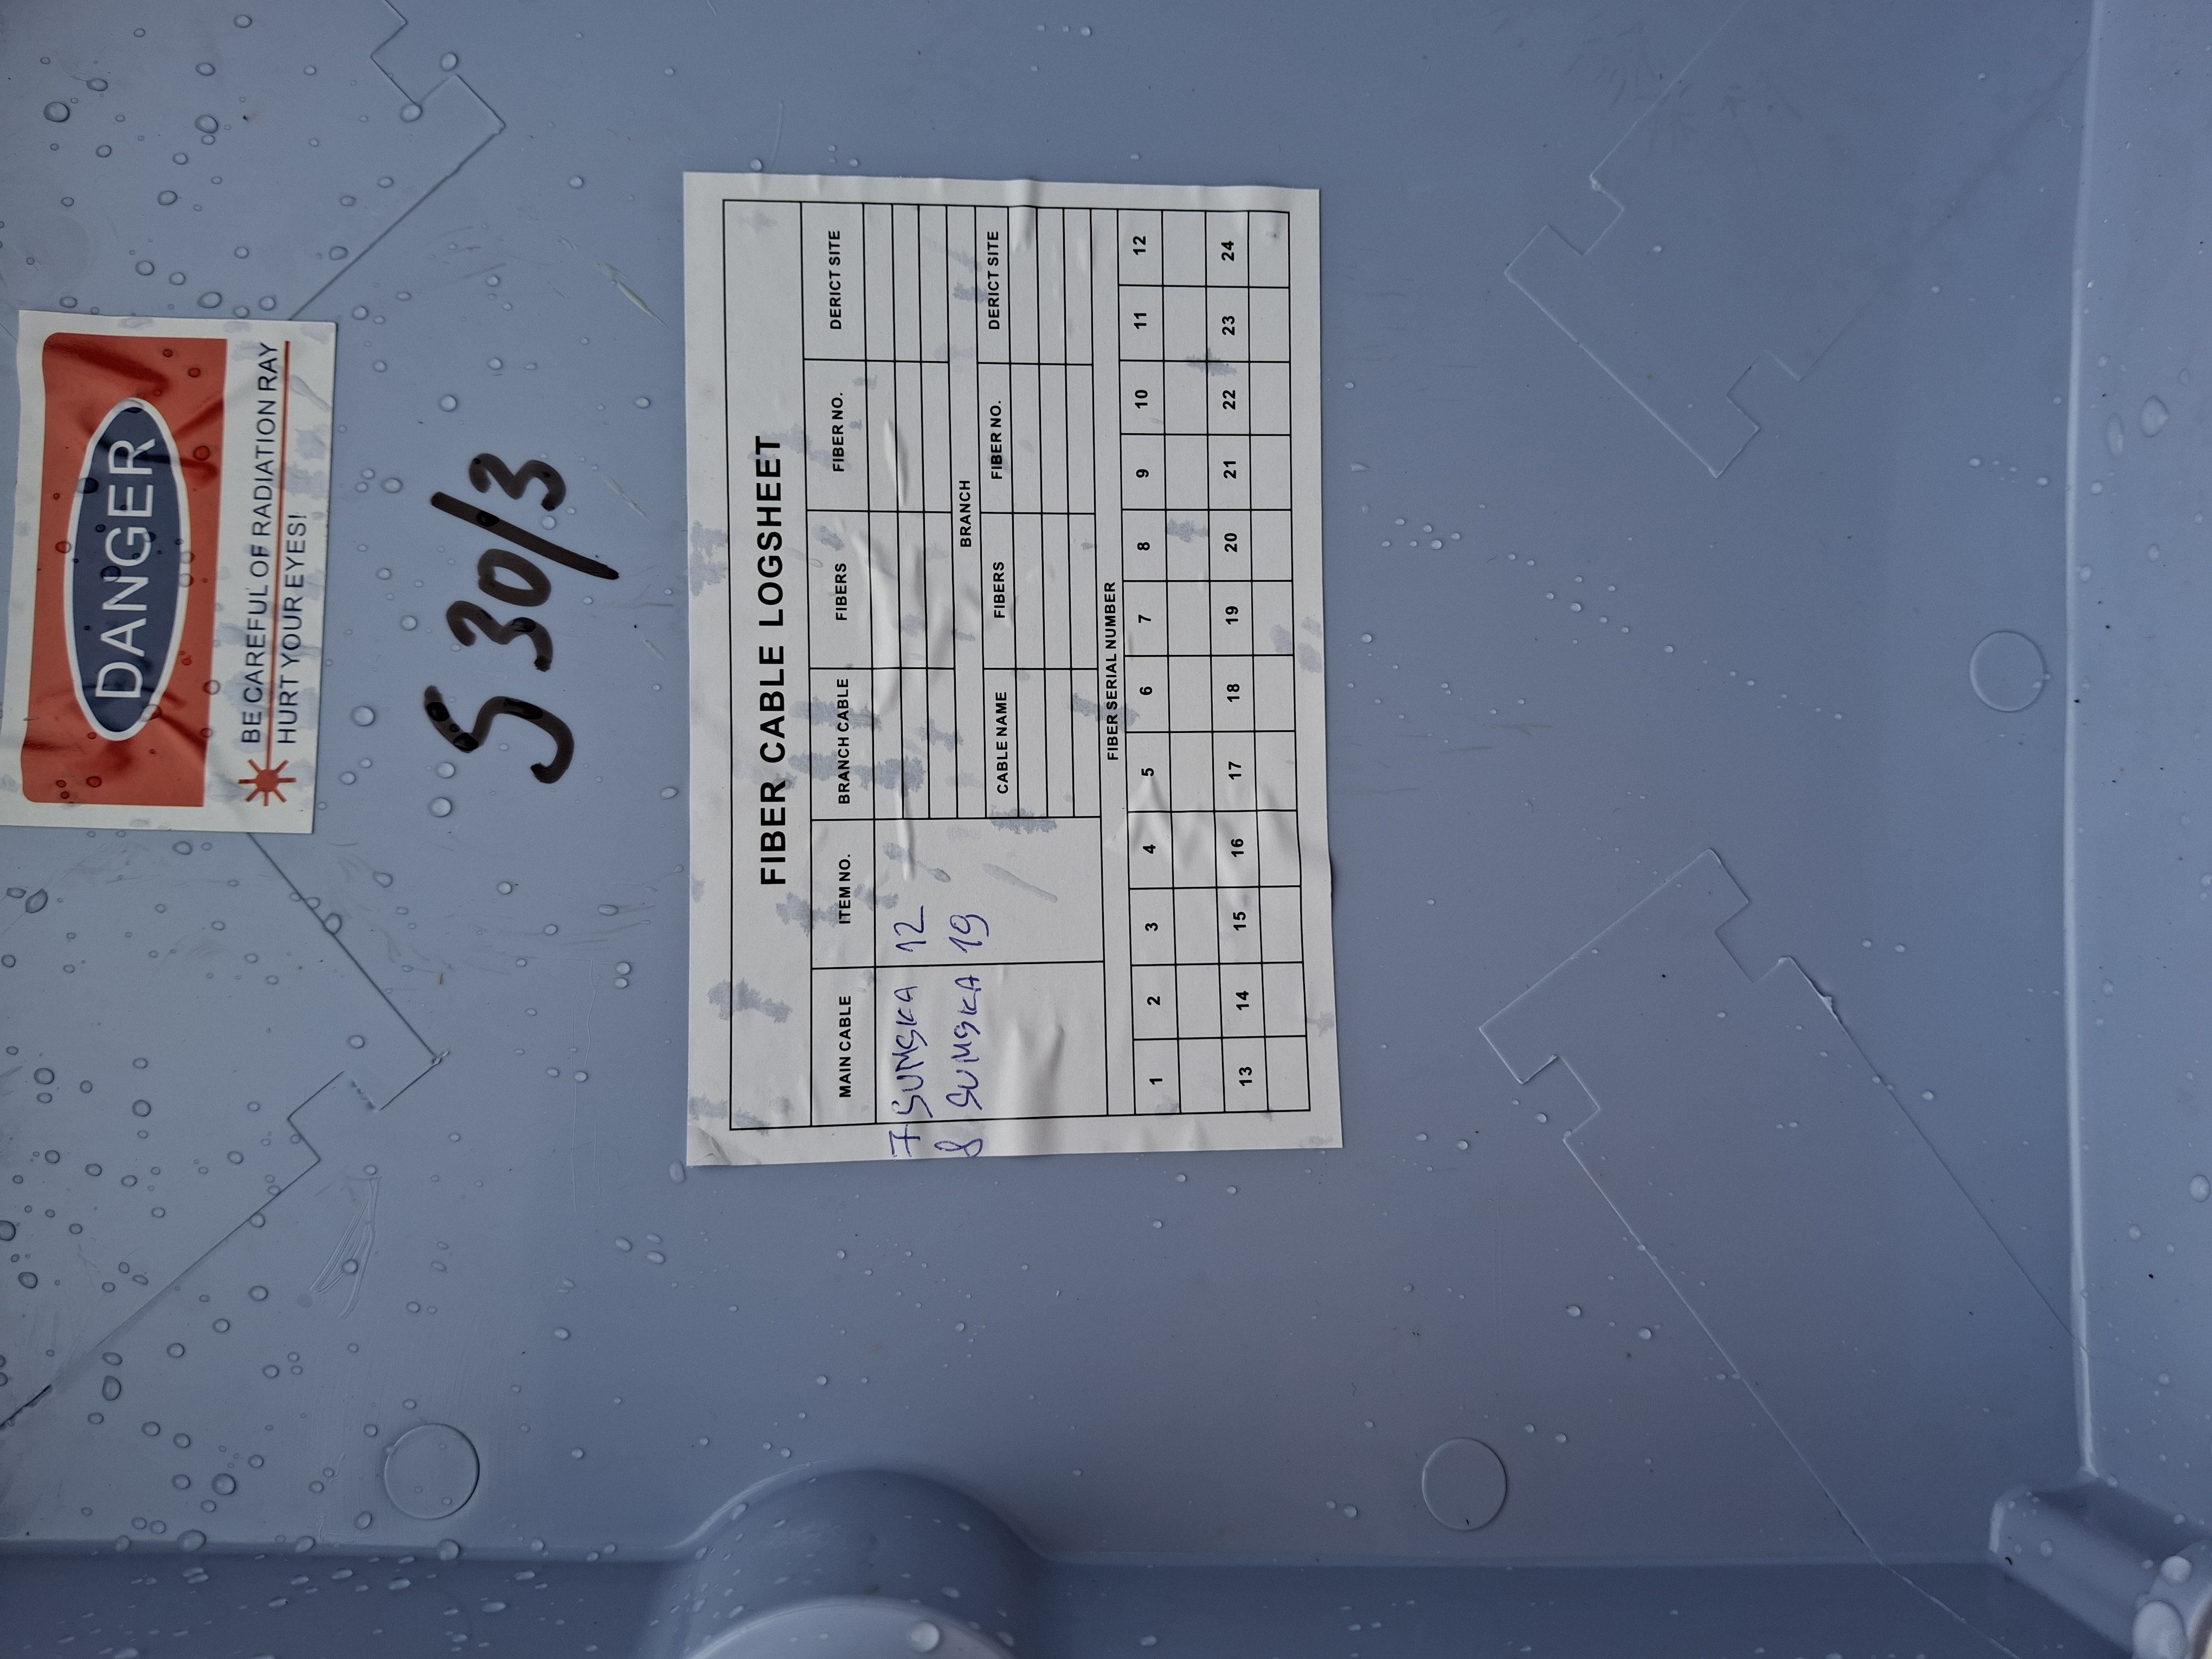 DANGER
BE CAREFUL OF RADIATION RAY
HURT YOUR EYES!
S30/3
FIBER CABLE LOGSHEET
MAIN CABLE ITEM NO. BRANCH CABLE FIBERS FIBER NO. DERICT SITE
7 SUMSKA 12
8 SUMSKA 19
BRANCH
CABLE NAME FIBERS FIBER NO. DERICT SITE
FIBER SERIAL NUMBER
1 2 3 4 5 6 7 8 9 10 11 12
13 14 15 16 17 18 19 20 21 22 23 24